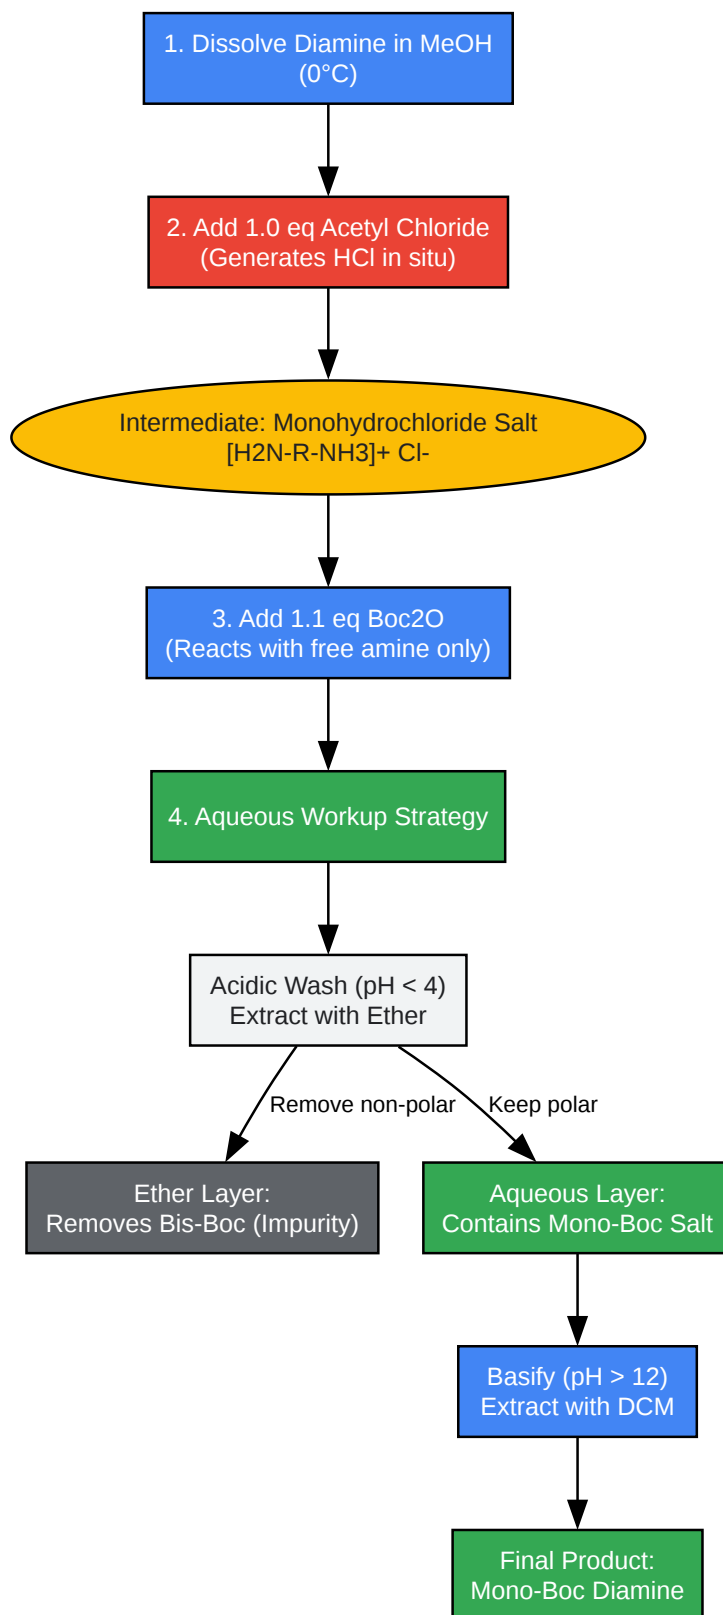 1. Dissolve Diamine in MeOH
(0°C)
2. Add 1.0 eq Acetyl Chloride
(Generates HCl in situ)
Intermediate: Monohydrochloride Salt
[H2N-R-NH3]+ Cl-
3. Add 1.1 eq Boc2O
(Reacts with free amine only)
4. Aqueous Workup Strategy
Acidic Wash (pH < 4)
Extract with Ether
Remove non-polar
Keep polar
Ether Layer:
Removes Bis-Boc (Impurity)
Aqueous Layer:
Contains Mono-Boc Salt
Basify (pH > 12)
Extract with DCM
Final Product:
Mono-Boc Diamine